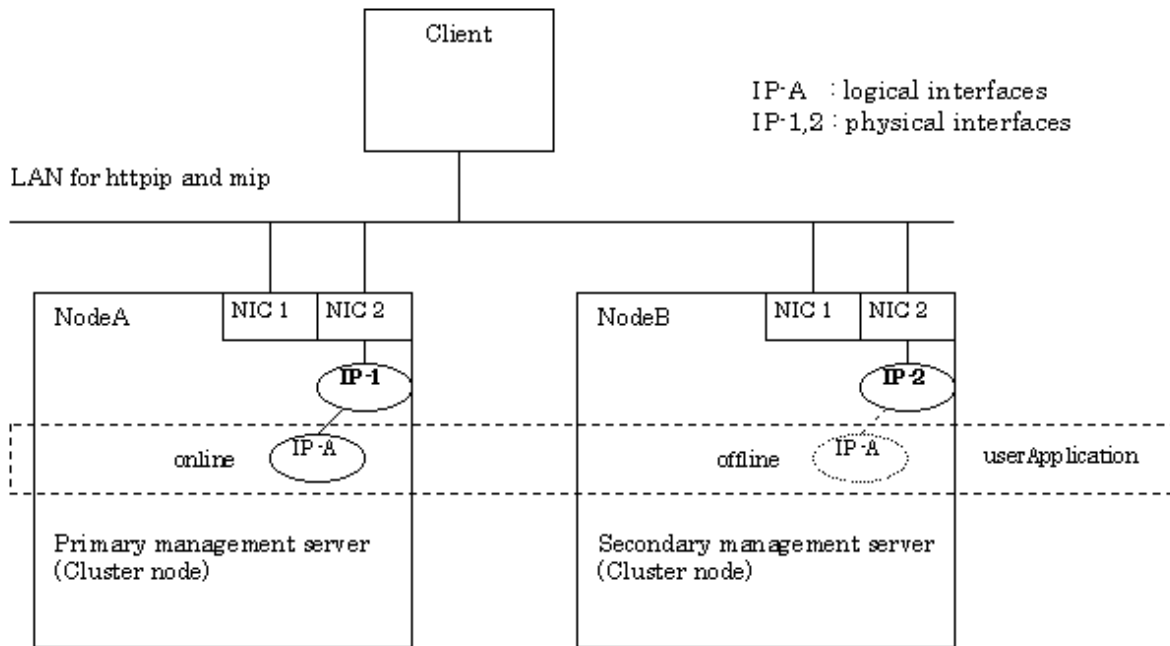 Client
IP-A : logical interfaces
IP-1,2 : physical interfaces
LAN for httpip and mip
NodeA
NIC 1
NIC 2
NodeB
NIC 1
NIC 2
IP-1
IP-2
online
IP-A
offline
IP-A
userApplication
Primary management server
(Cluster node)
Secondary management server
(Cluster node)